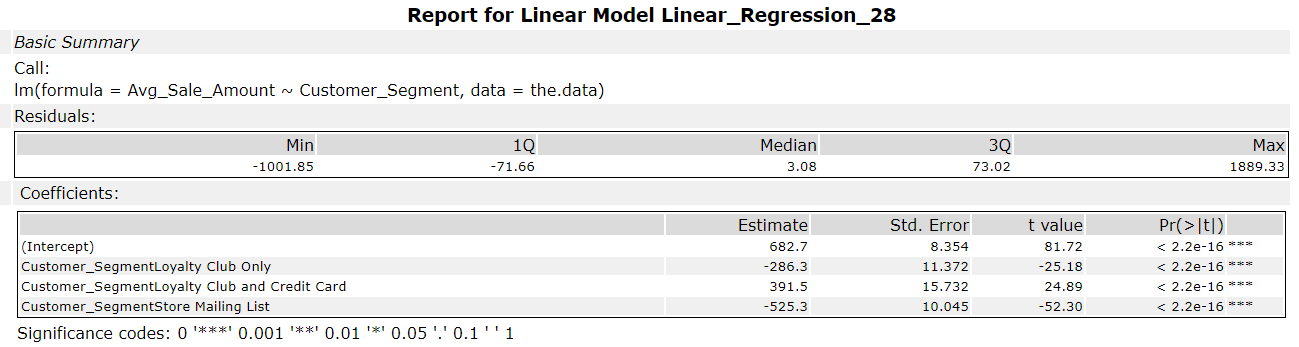 Report for Linear Model Linear_Regression_28
Basic Summary
Call:
lm(formula = Avg_Sale_Amount ~ Customer_Segment, data = the.data)
Residuals:
Min 1Q Median 3Q Max
-1001.85 -71.66 3.08 73.02 1889.33
Coefficients:
Estimate Std. Error t value Pr(>|t|)
(Intercept) 682.7 8.354 81.72 < 2.2e-16 ***
Customer_SegmentLoyalty Club Only -286.3 11.372 -25.18 < 2.2e-16 ***
Customer_SegmentLoyalty Club and Credit Card 391.5 15.732 24.89 < 2.2e-16 ***
Customer_SegmentStore Mailing List -525.3 10.045 -52.30 < 2.2e-16 ***
Significance codes: 0 '***' 0.001 '**' 0.01 '*' 0.05 '.' 0.1 ' ' 1